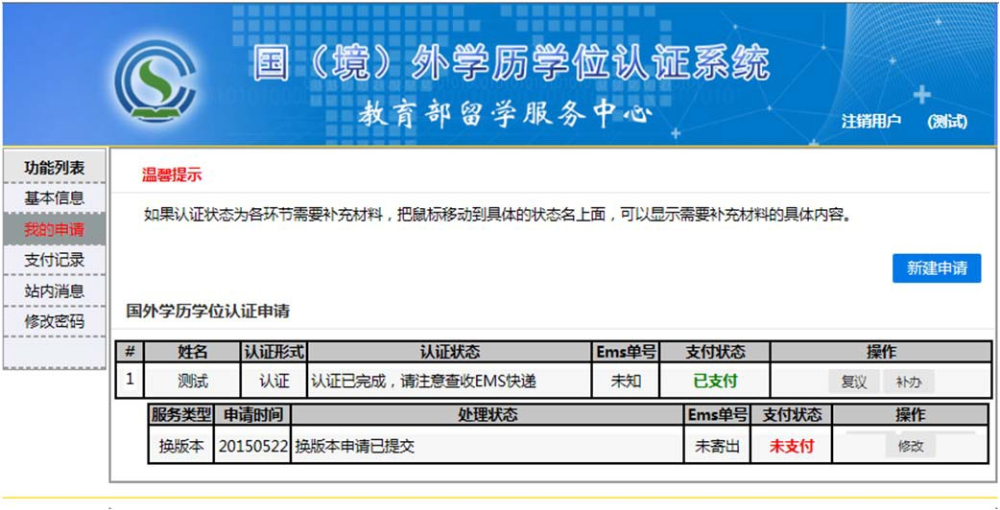 国（境）外学历学位认证系统
教育部留学服务中心
注销用户 (测试)
功能列表
基本信息
我的申请
支付记录
站内消息
修改密码
温馨提示
如果认证状态为各环节需要补充材料，把鼠标移动到具体的状态名上面，可以显示需要补充材料的具体内容。
新建申请
国外学历学位认证申请
# 姓名 认证形式 认证状态 Ems单号 支付状态 操作
1 测试 认证 认证已完成，请注意查收EMS快递 未知 已支付 复议 补办
服务类型 申请时间 处理状态 Ems单号 支付状态 操作
换版本 20150522 换版本申请已提交 未寄出 未支付 修改